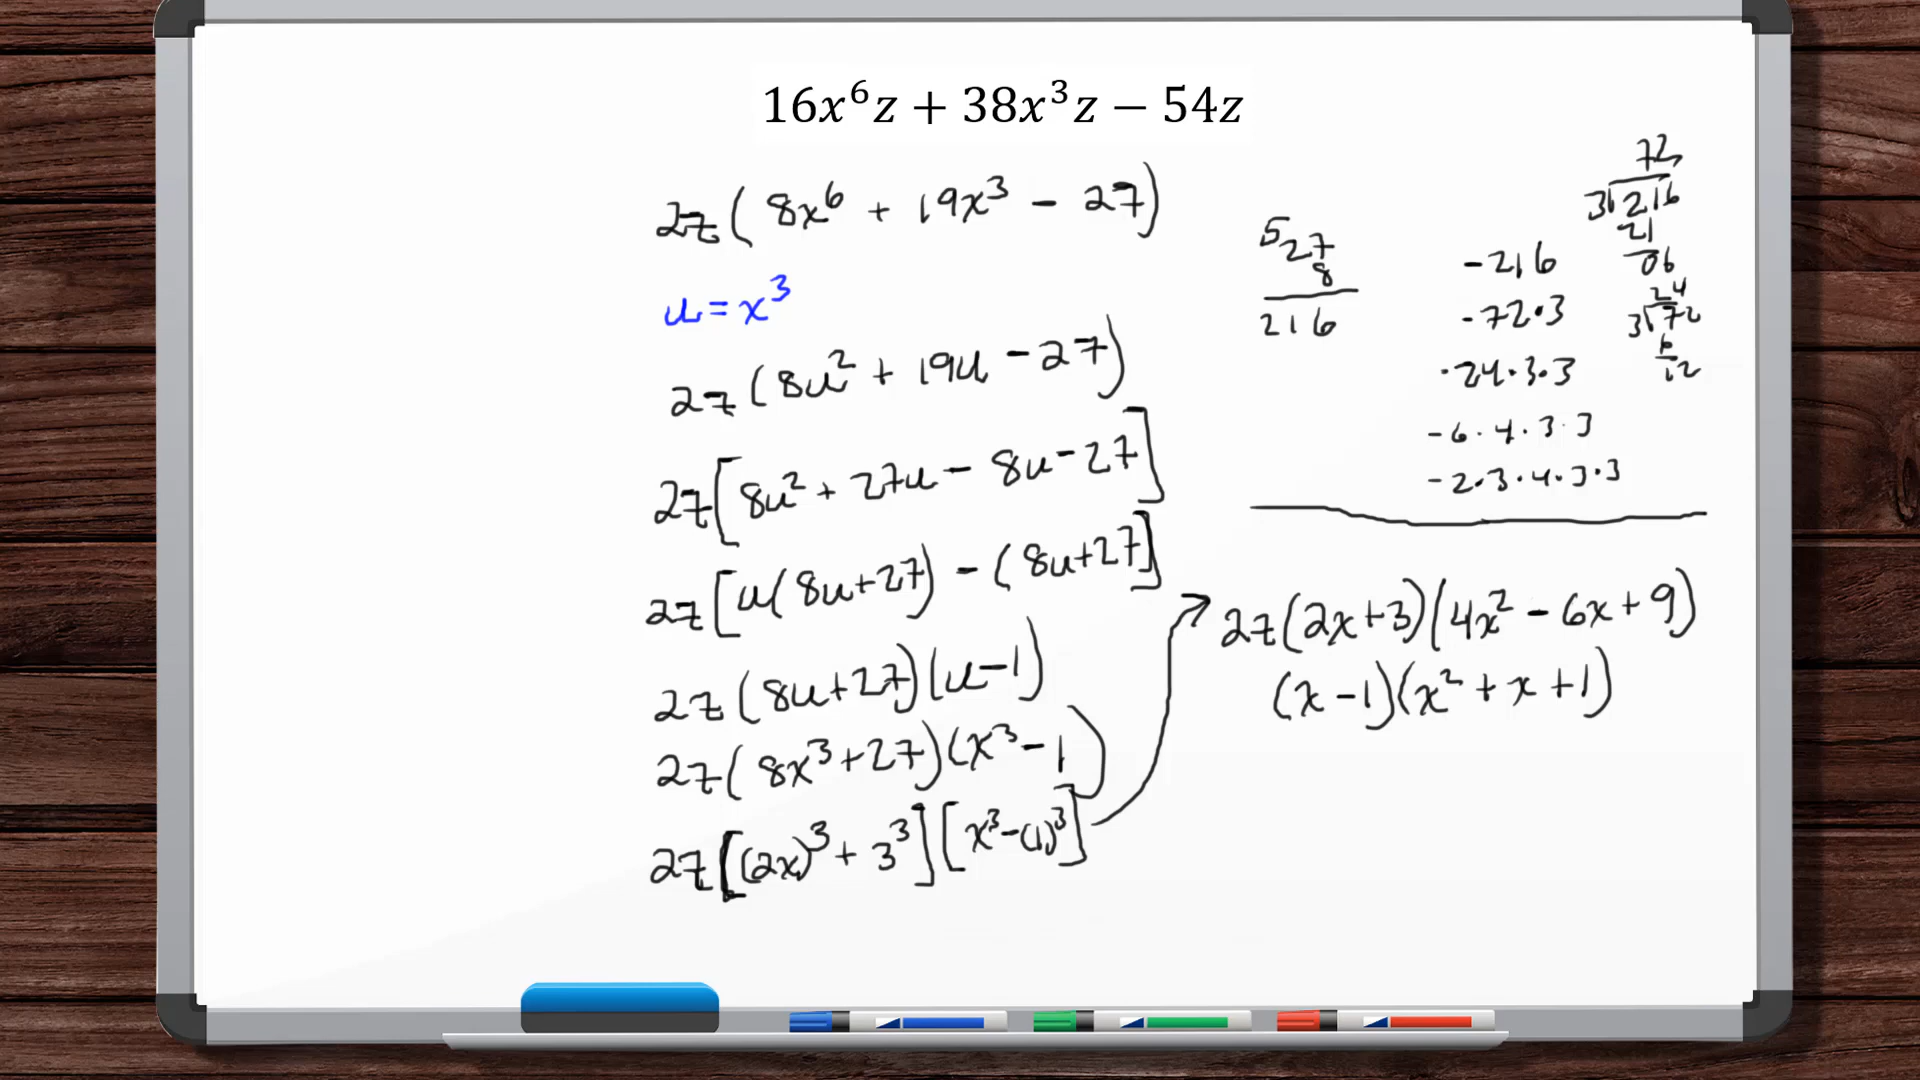 16x⁶z + 38x³z − 54z
2z( 8x⁶ + 19x³ − 27)
u = x³
2z (8u² + 19u − 27)
2z[8u² + 27u − 8u − 27]
2z[u(8u+27) − (8u+27]
2z (8u+27)(u−1)
2z( 8x³+27)(x³− 1)
2z[(2x)³ + 3³][x³−(1)³]
5
27
8
216
-216
-72·3
·24·3·3
-6·4·3·3
-2·3·4·3·3
72
3 216
21
06
24
3 72
6
12
2z(2x+3)(4x² − 6x + 9)
(x − 1)(x² + x + 1)